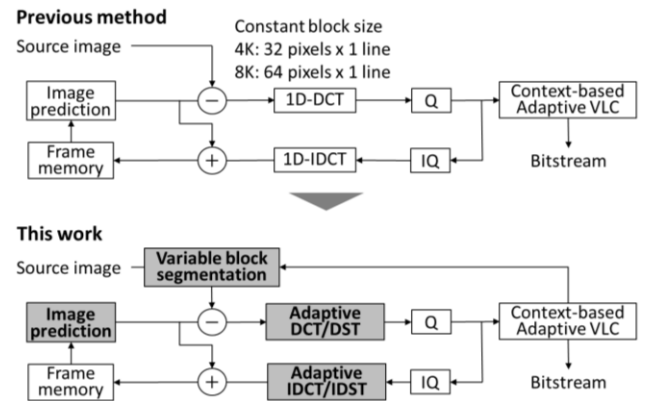 Previous method
Source image
Constant block size
4K: 32 pixels x 1 line
8K: 64 pixels x 1 line
Image
prediction
−
1D-DCT
Q
Context-based
Adaptive VLC
Frame
memory
+
1D-IDCT
IQ
Bitstream
This work
Source image
Variable block
segmentation
Image
prediction
−
Adaptive
DCT/DST
Q
Context-based
Adaptive VLC
Frame
memory
+
Adaptive
IDCT/IDST
IQ
Bitstream